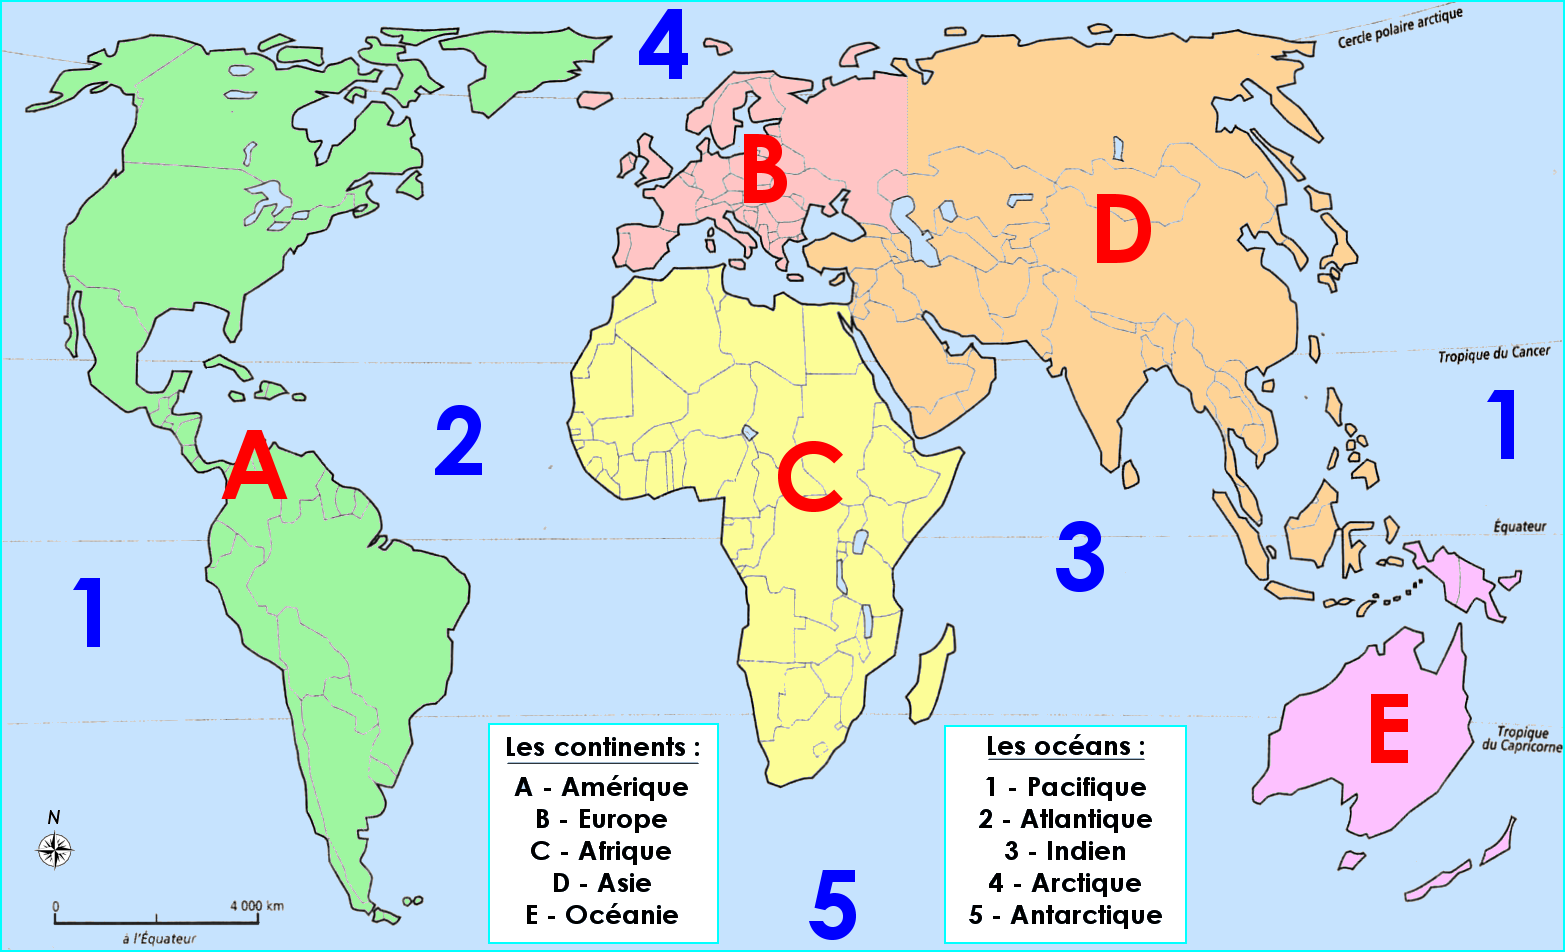 4
Cercle polaire arctique
B
D
Tropique du Cancer
1
2
A
C
Équateur
3
1
E
Tropique
du Capricorne
Les continents :
A - Amérique
B - Europe
C - Afrique
D - Asie
E - Océanie
Les océans :
1 - Pacifique
2 - Atlantique
3 - Indien
4 - Arctique
5 - Antarctique
N
5
0
4 000 km
à l'Équateur